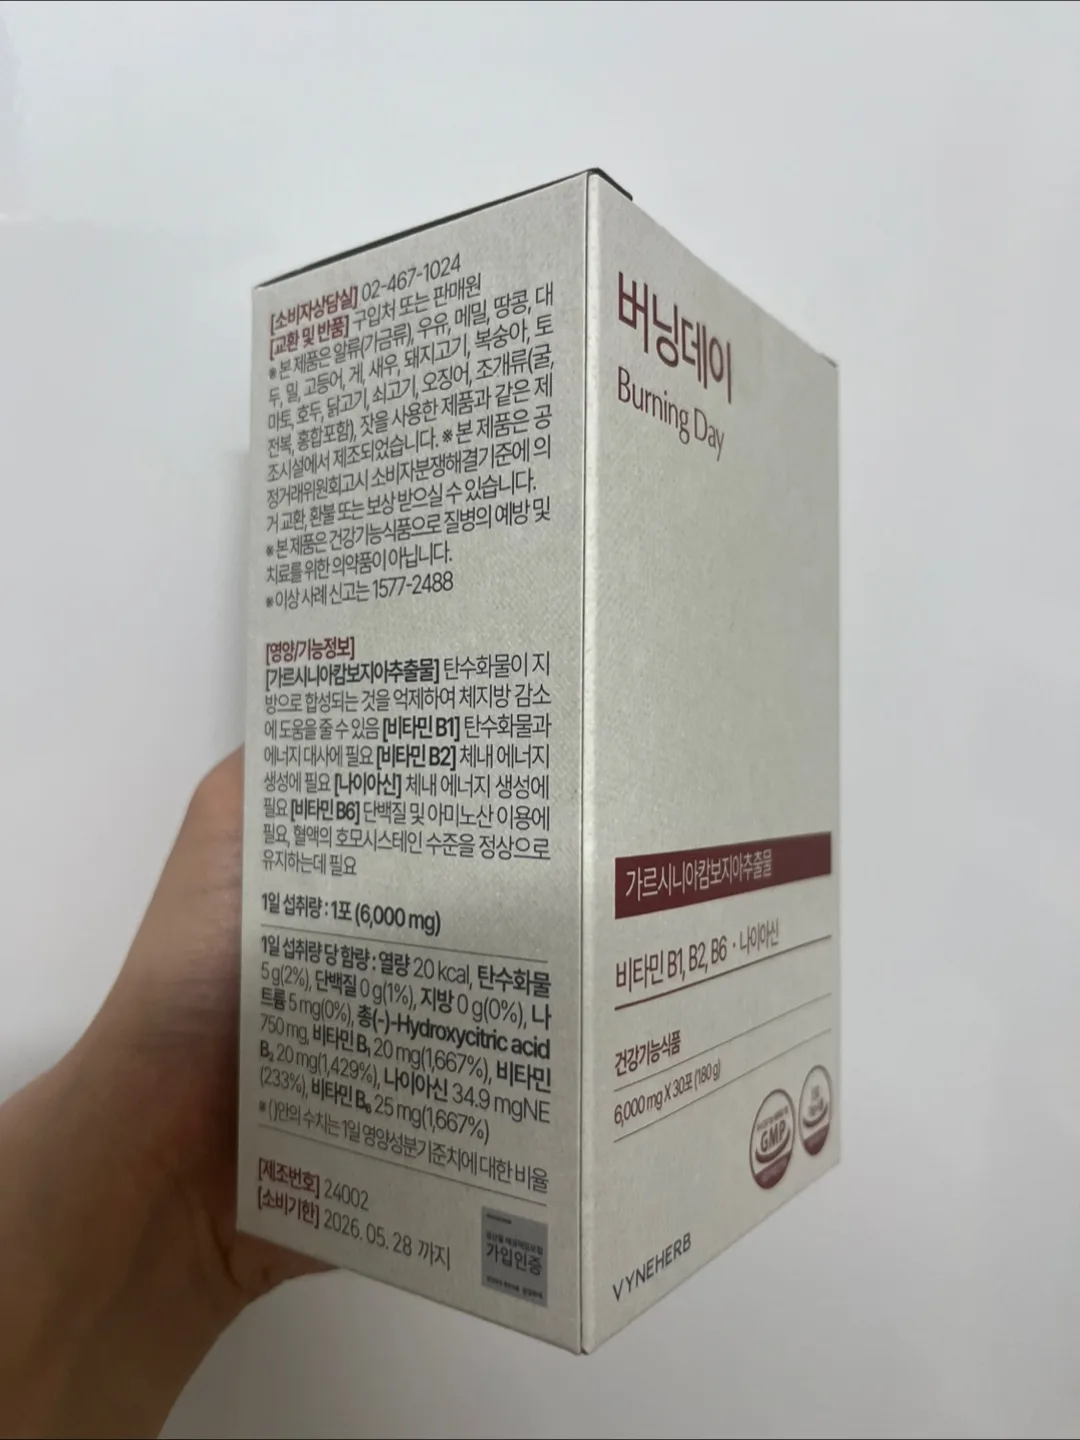 [소비자상담실] 02-467-1024
[교환 및 반품] 구입처 또는 판매원
※ 본 제품은 알류(가금류), 우유, 메밀, 땅콩, 대
두, 밀, 고등어, 게, 새우, 돼지고기, 복숭아, 토
마토, 호두, 닭고기, 쇠고기, 오징어, 조개류(굴,
전복, 홍합포함), 잣을 사용한 제품과 같은 제
조시설에서 제조되었습니다. ※ 본 제품은 공
정거래위원회고시 소비자분쟁해결기준에 의
거 교환, 환불 또는 보상 받으실 수 있습니다.
※ 본 제품은 건강기능식품으로 질병의 예방 및
치료를 위한 의약품이 아닙니다.
※ 이상 사례 신고는 1577-2488
[영양/기능정보]
[가르시니아캄보지아추출물] 탄수화물이 지
방으로 합성되는 것을 억제하여 체지방 감소
에 도움을 줄 수 있음 [비타민 B1] 탄수화물과
에너지 대사에 필요 [비타민 B2] 체내 에너지
생성에 필요 [나이아신] 체내 에너지 생성에
필요 [비타민 B6] 단백질 및 아미노산 이용에
필요, 혈액의 호모시스테인 수준을 정상으로
유지하는데 필요
1일 섭취량 : 1포 (6,000 mg)
1일 섭취량 당 함량 : 열량 20 kcal, 탄수화물
5 g(2%), 단백질 0 g(1%), 지방 0 g(0%), 나
트륨 5 mg(0%), 총(-)-Hydroxycitric acid
750 mg, 비타민 B₁ 20 mg(1,667%), 비타민
B₂ 20 mg(1,429%), 나이아신 34.9 mgNE
(233%), 비타민 B₆ 25 mg(1,667%)
※ ( )안의 수치는 1일 영양성분기준치에 대한 비율
[제조번호] 24002
[소비기한] 2026. 05. 28 까지
가입인증
버닝데이
Burning Day
가르시니아캄보지아추출물
비타민 B1, B2, B6 · 나이아신
건강기능식품
6,000 mg X 30포 (180 g)
GMP
VYNEHERB